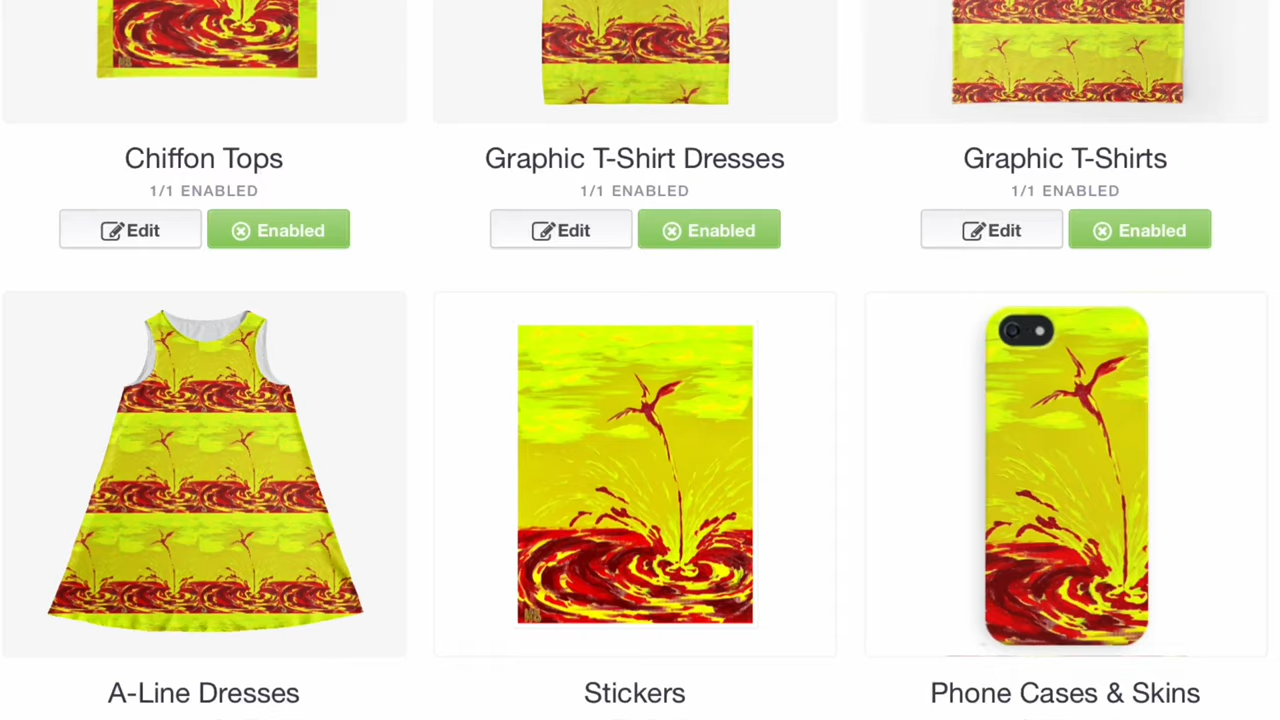 Chiffon Tops
Graphic T-Shirt Dresses
Graphic T-Shirts
1/1 ENABLED
1/1 ENABLED
1/1 ENABLED
Edit
Enabled
Edit
Enabled
Edit
Enabled
A-Line Dresses
Stickers
Phone Cases & Skins